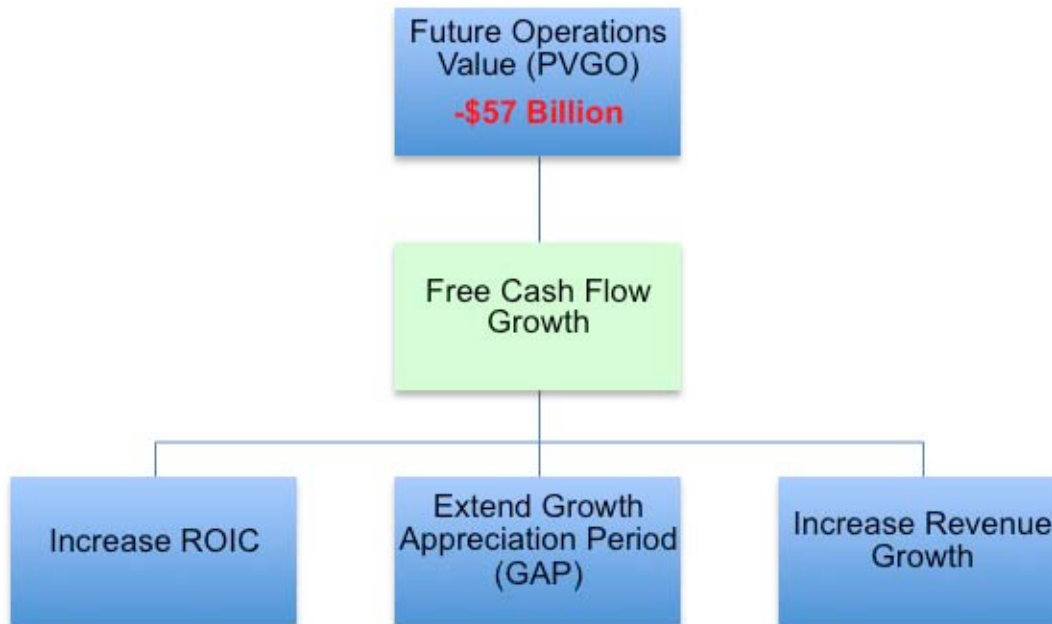 Future Operations
Value (PVGO)
-$57 Billion
Free Cash Flow
Growth
Increase ROIC
Extend Growth
Appreciation Period
(GAP)
Increase Revenue
Growth